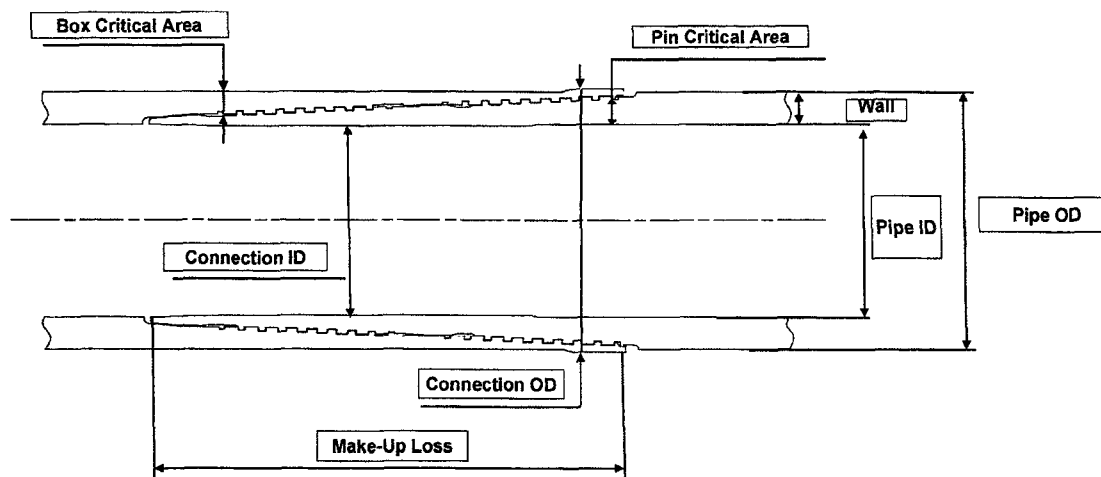 Box Critical Area
Pin Critical Area
Wall
Pipe ID
Pipe OD
Connection ID
Connection OD
Make-Up Loss